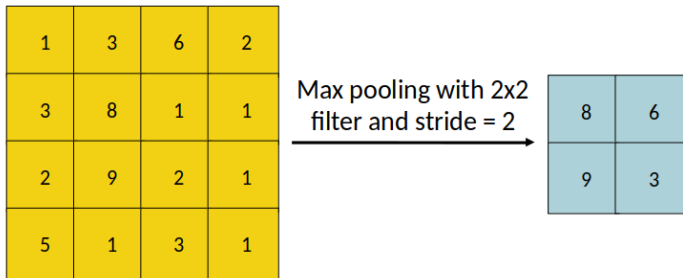 1 3 6 2
3 8 1 1
2 9 2 1
5 1 3 1
Max pooling with 2x2
filter and stride = 2
8 6
9 3